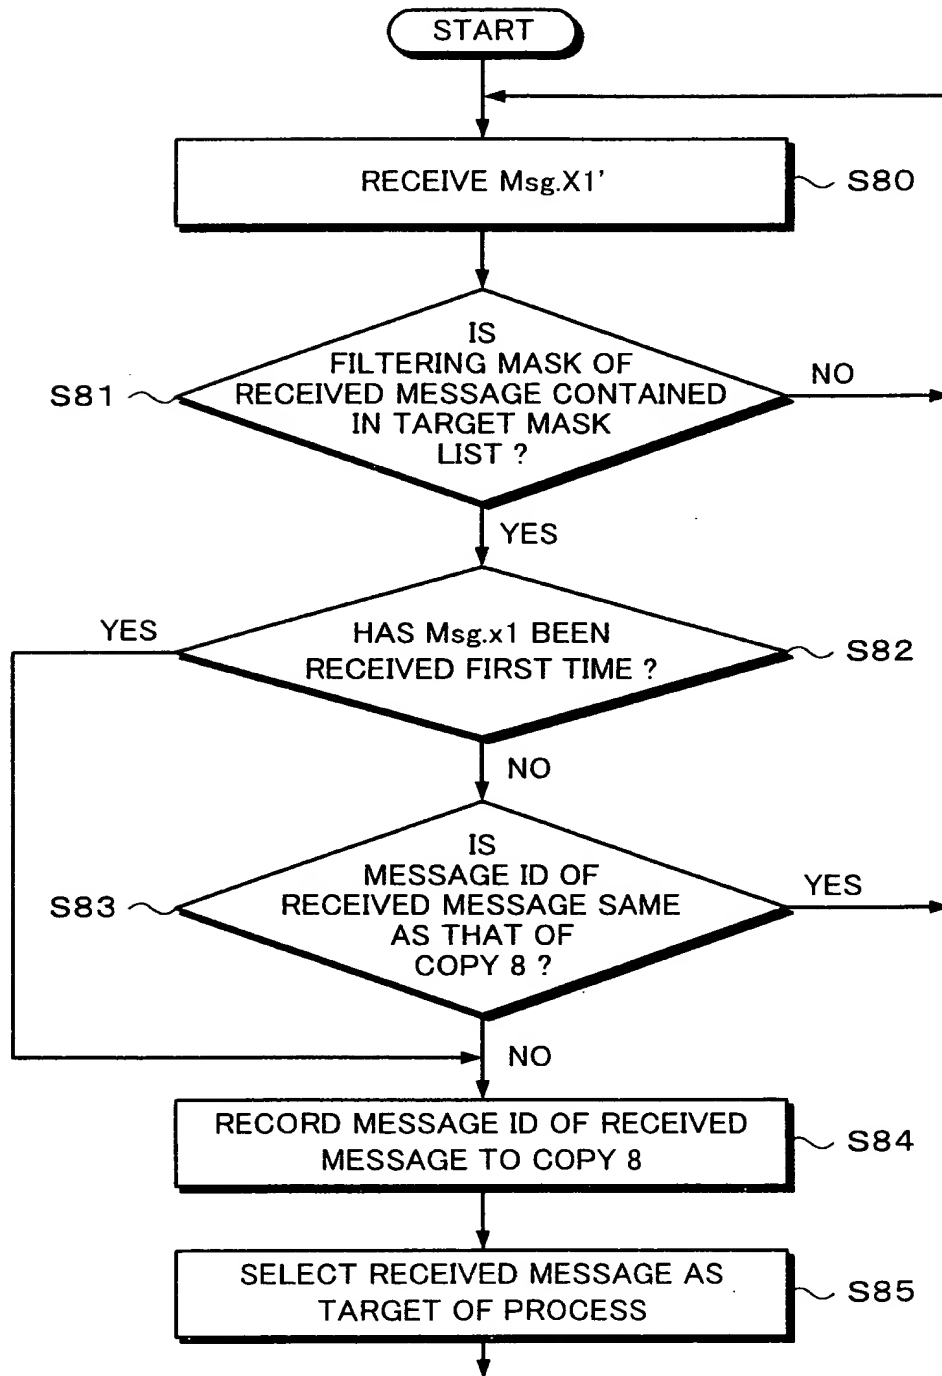 START
RECEIVE Msg.X1'
S80
IS
FILTERING MASK OF
RECEIVED MESSAGE CONTAINED
IN TARGET MASK
LIST ?
S81
NO
YES
HAS Msg.x1 BEEN
RECEIVED FIRST TIME ?
YES
S82
NO
IS
MESSAGE ID OF
RECEIVED MESSAGE SAME
AS THAT OF
COPY 8 ?
S83
YES
NO
RECORD MESSAGE ID OF RECEIVED
MESSAGE TO COPY 8
S84
SELECT RECEIVED MESSAGE AS
TARGET OF PROCESS
S85